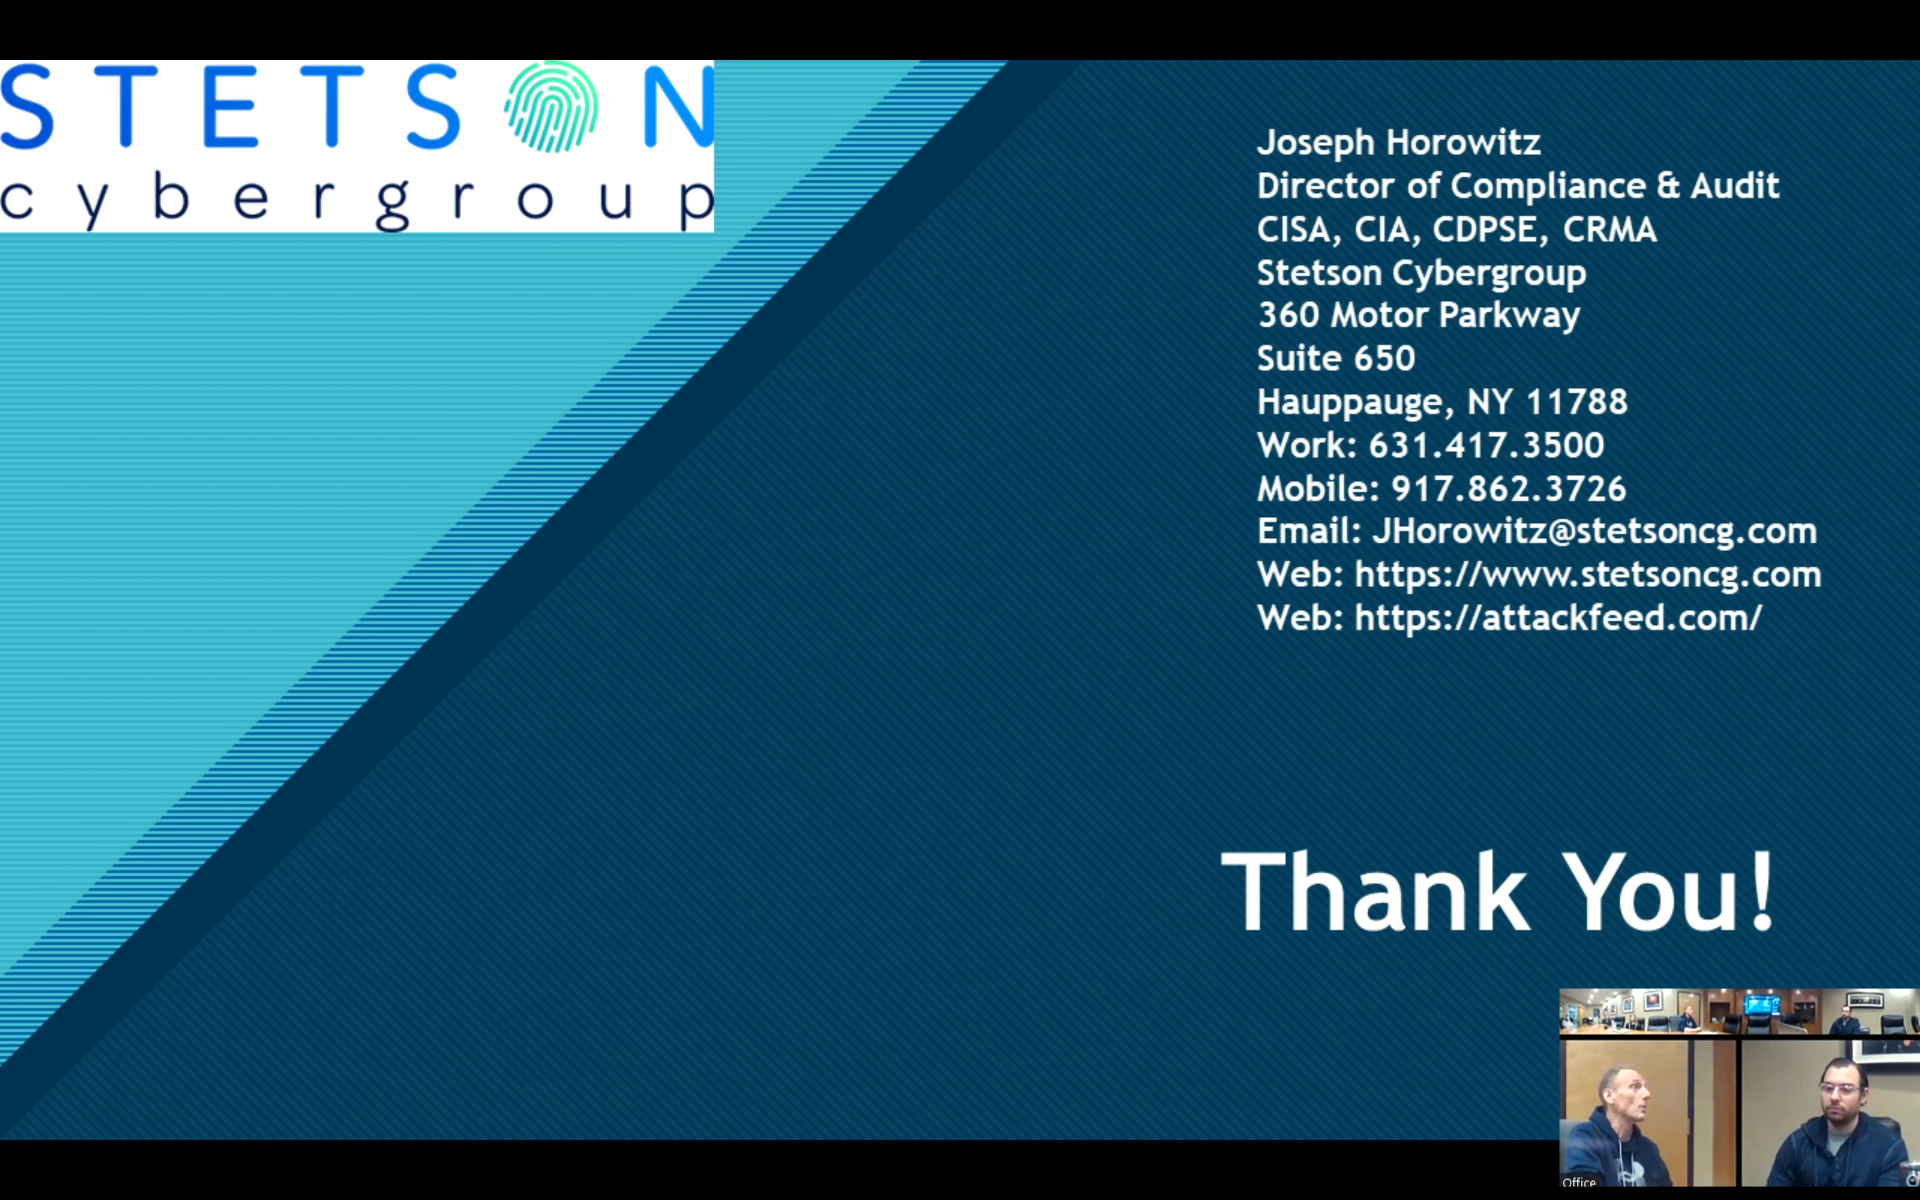 STETSON
cybergroup
Joseph Horowitz
Director of Compliance & Audit
CISA, CIA, CDPSE, CRMA
Stetson Cybergroup
360 Motor Parkway
Suite 650
Hauppauge, NY 11788
Work: 631.417.3500
Mobile: 917.862.3726
Email: JHorowitz@stetsoncg.com
Web: https://www.stetsoncg.com
Web: https://attackfeed.com/
Thank You!
Office